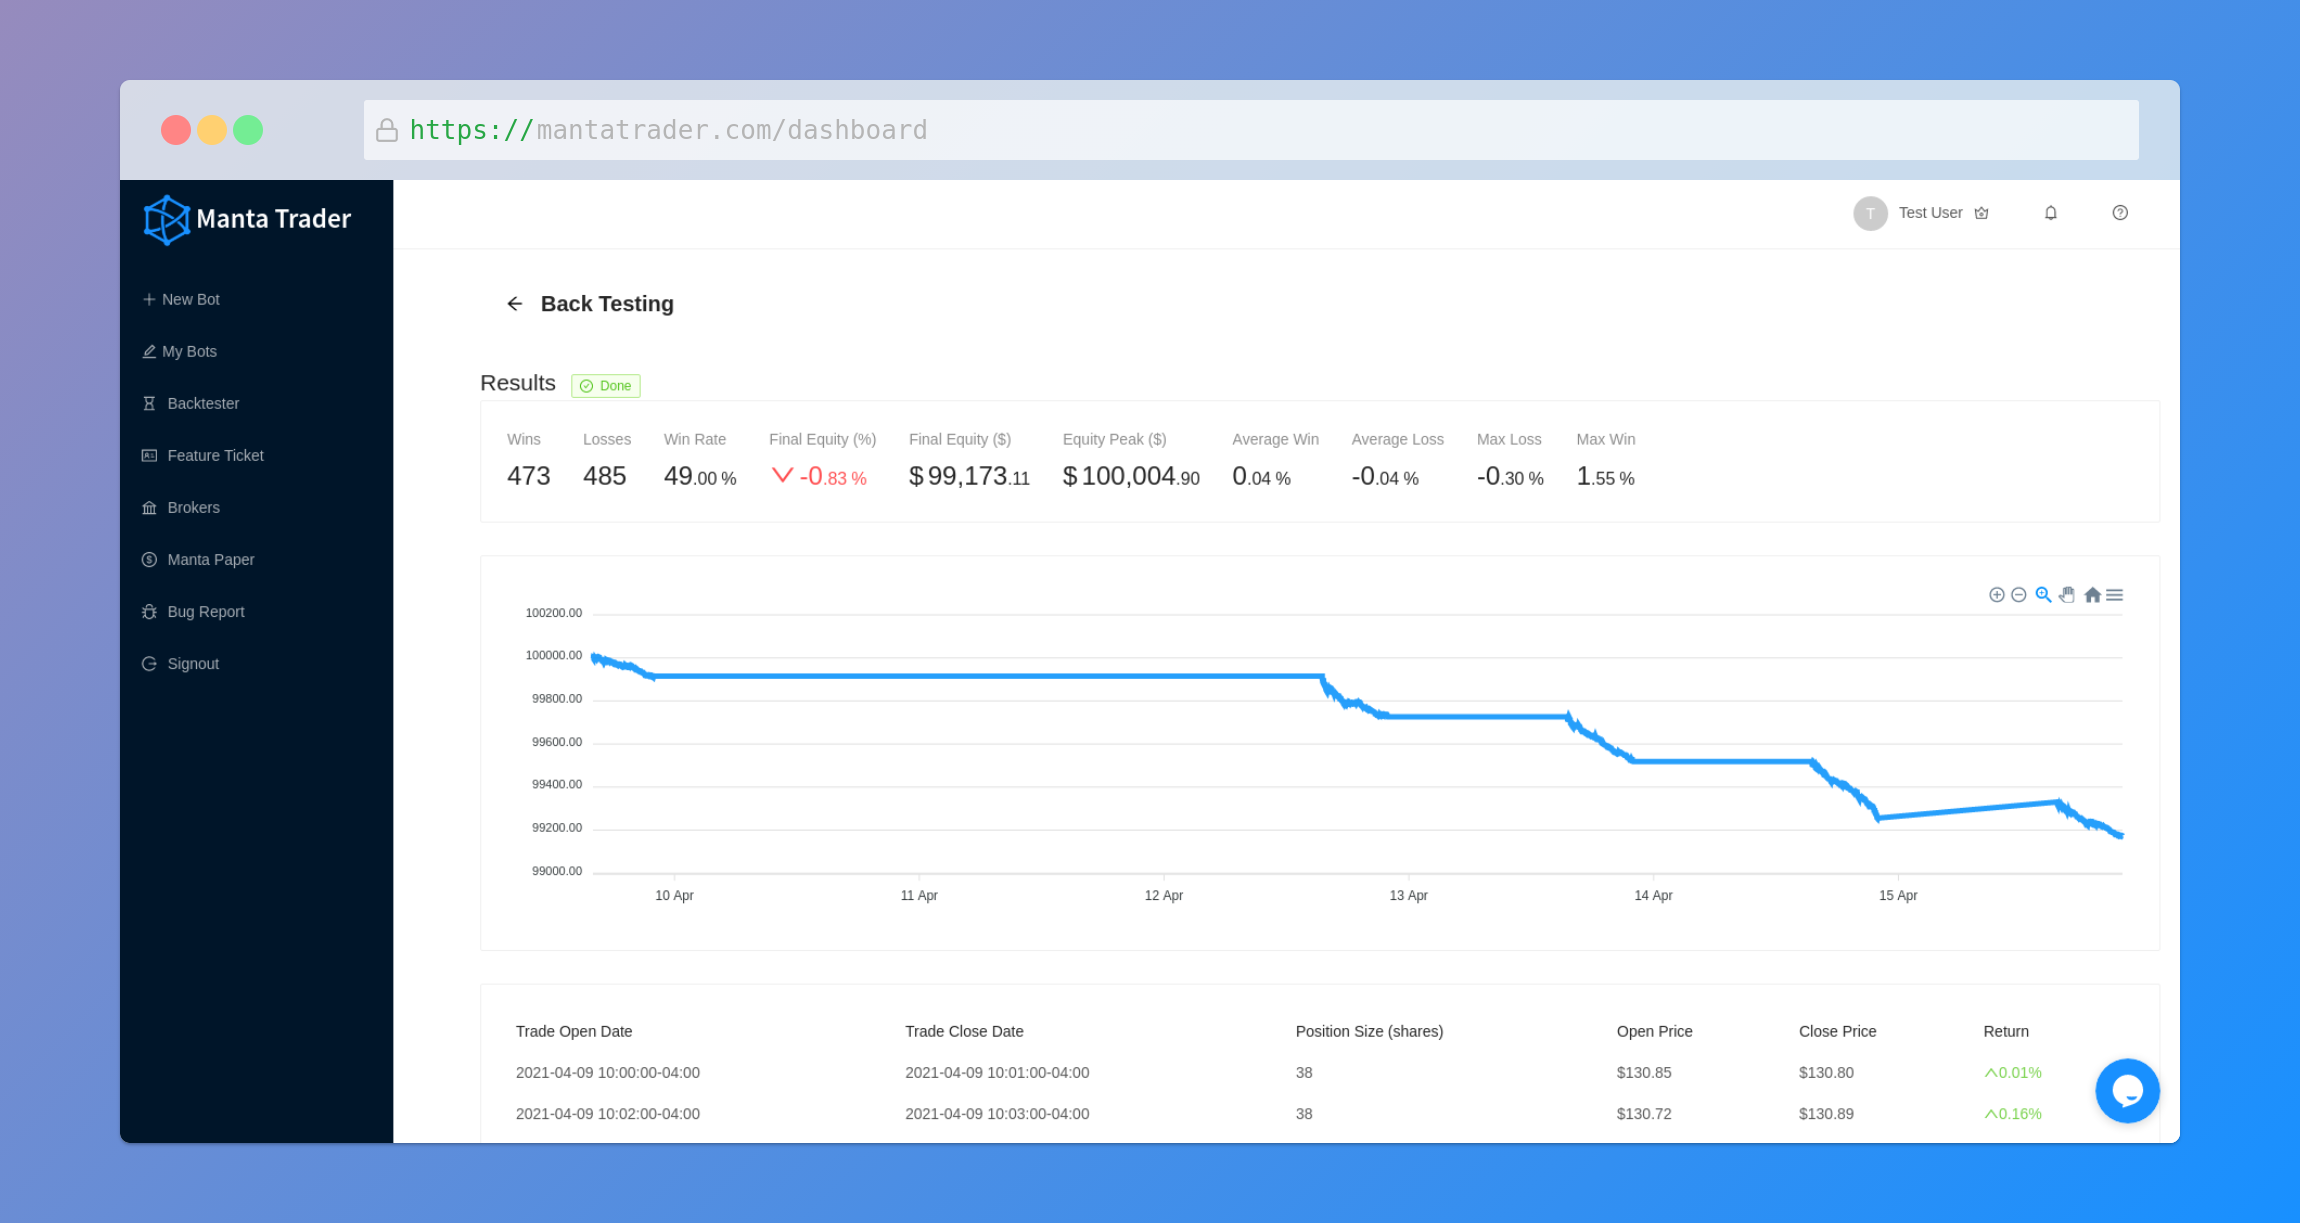 https://mantatrader.com/dashboard
Manta Trader
T Test User
New Bot
My Bots
Backtester
Feature Ticket
Brokers
Manta Paper
Bug Report
Signout
Back Testing
Results Done
Wins Losses Win Rate Final Equity (%) Final Equity ($) Equity Peak ($) Average Win Average Loss Max Loss Max Win
473 485 49.00 % -0.83 % $ 99,173.11 $ 100,004.90 0.04 % -0.04 % -0.30 % 1.55 %
100200.00
100000.00
99800.00
99600.00
99400.00
99200.00
99000.00
10 Apr 11 Apr 12 Apr 13 Apr 14 Apr 15 Apr
Trade Open Date Trade Close Date Position Size (shares) Open Price Close Price Return
2021-04-09 10:00:00-04:00 2021-04-09 10:01:00-04:00 38 $130.85 $130.80 0.01%
2021-04-09 10:02:00-04:00 2021-04-09 10:03:00-04:00 38 $130.72 $130.89 0.16%